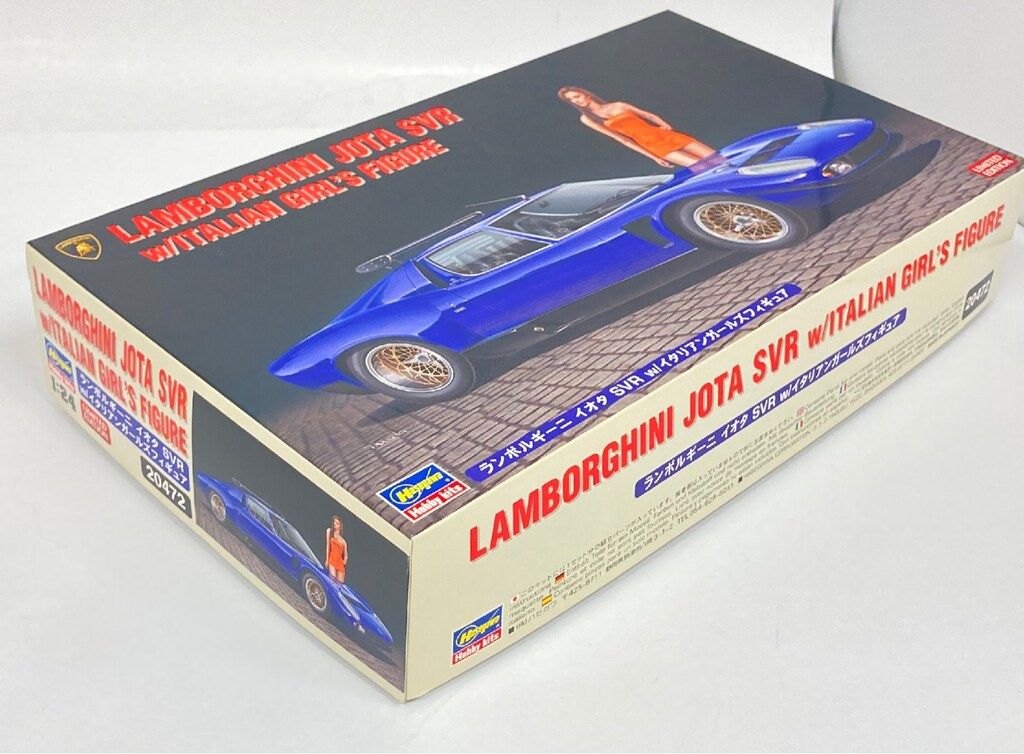 LAMBORGHINI JOTA SVR
w/ITALIAN GIRL'S FIGURE
LIMITED
EDITION
ランボルギーニ イオタ SVR w/イタリアンガールズフィギュア
Hasegawa
Hobby kits
LAMBORGHINI JOTA SVR
w/ITALIAN GIRL'S FIGURE
Hasegawa
1:24
LIMITED
EDITION
ランボルギーニ イオタ SVR
w/イタリアンガールズフィギュア
20472
LAMBORGHINI JOTA SVR w/ITALIAN GIRL'S FIGURE
ランボルギーニ イオタ SVR w/イタリアンガールズフィギュア
20472
Hasegawa
Hobby kits